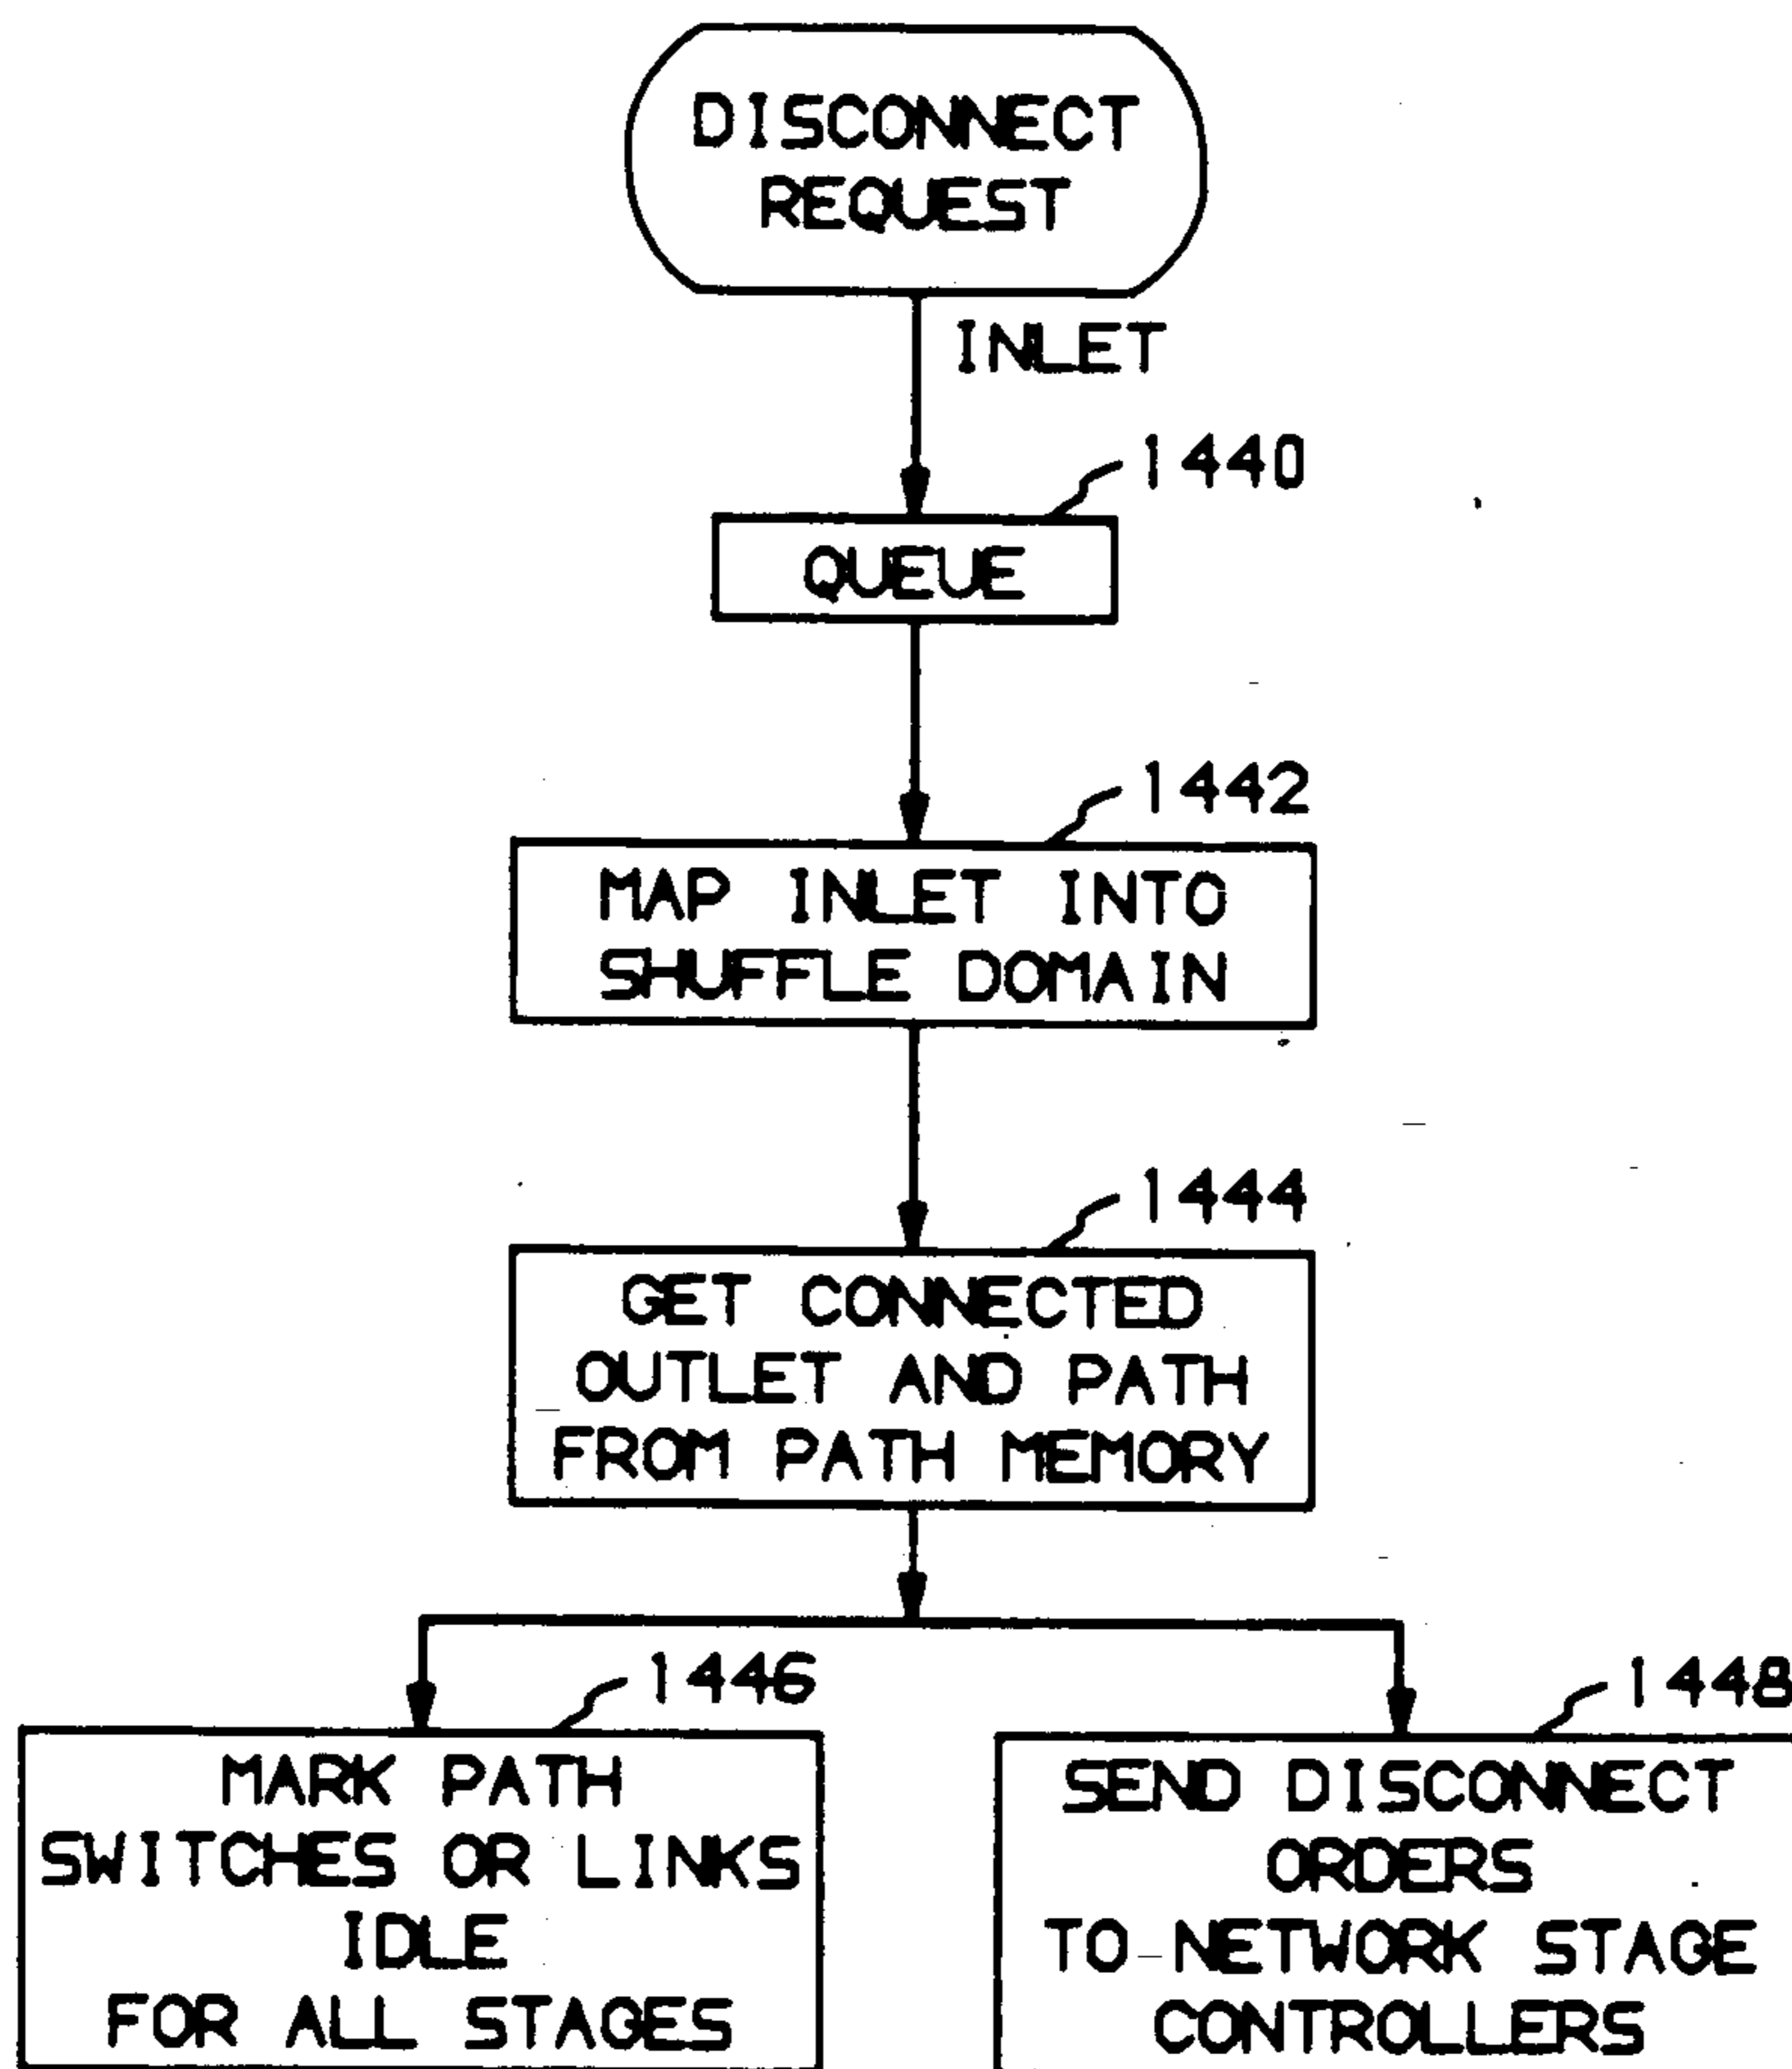 DISCONNECT
REQUEST
INLET
1440
QUEUE
1442
MAP INLET INTO
SHUFFLE DOMAIN
1444
GET CONNECTED
OUTLET AND PATH
FROM PATH MEMORY
1446
MARK PATH
SWITCHES OR LINKS
IDLE
FOR ALL STAGES
1448
SEND DISCONNECT
ORDERS
TO NETWORK STAGE
CONTROLLERS